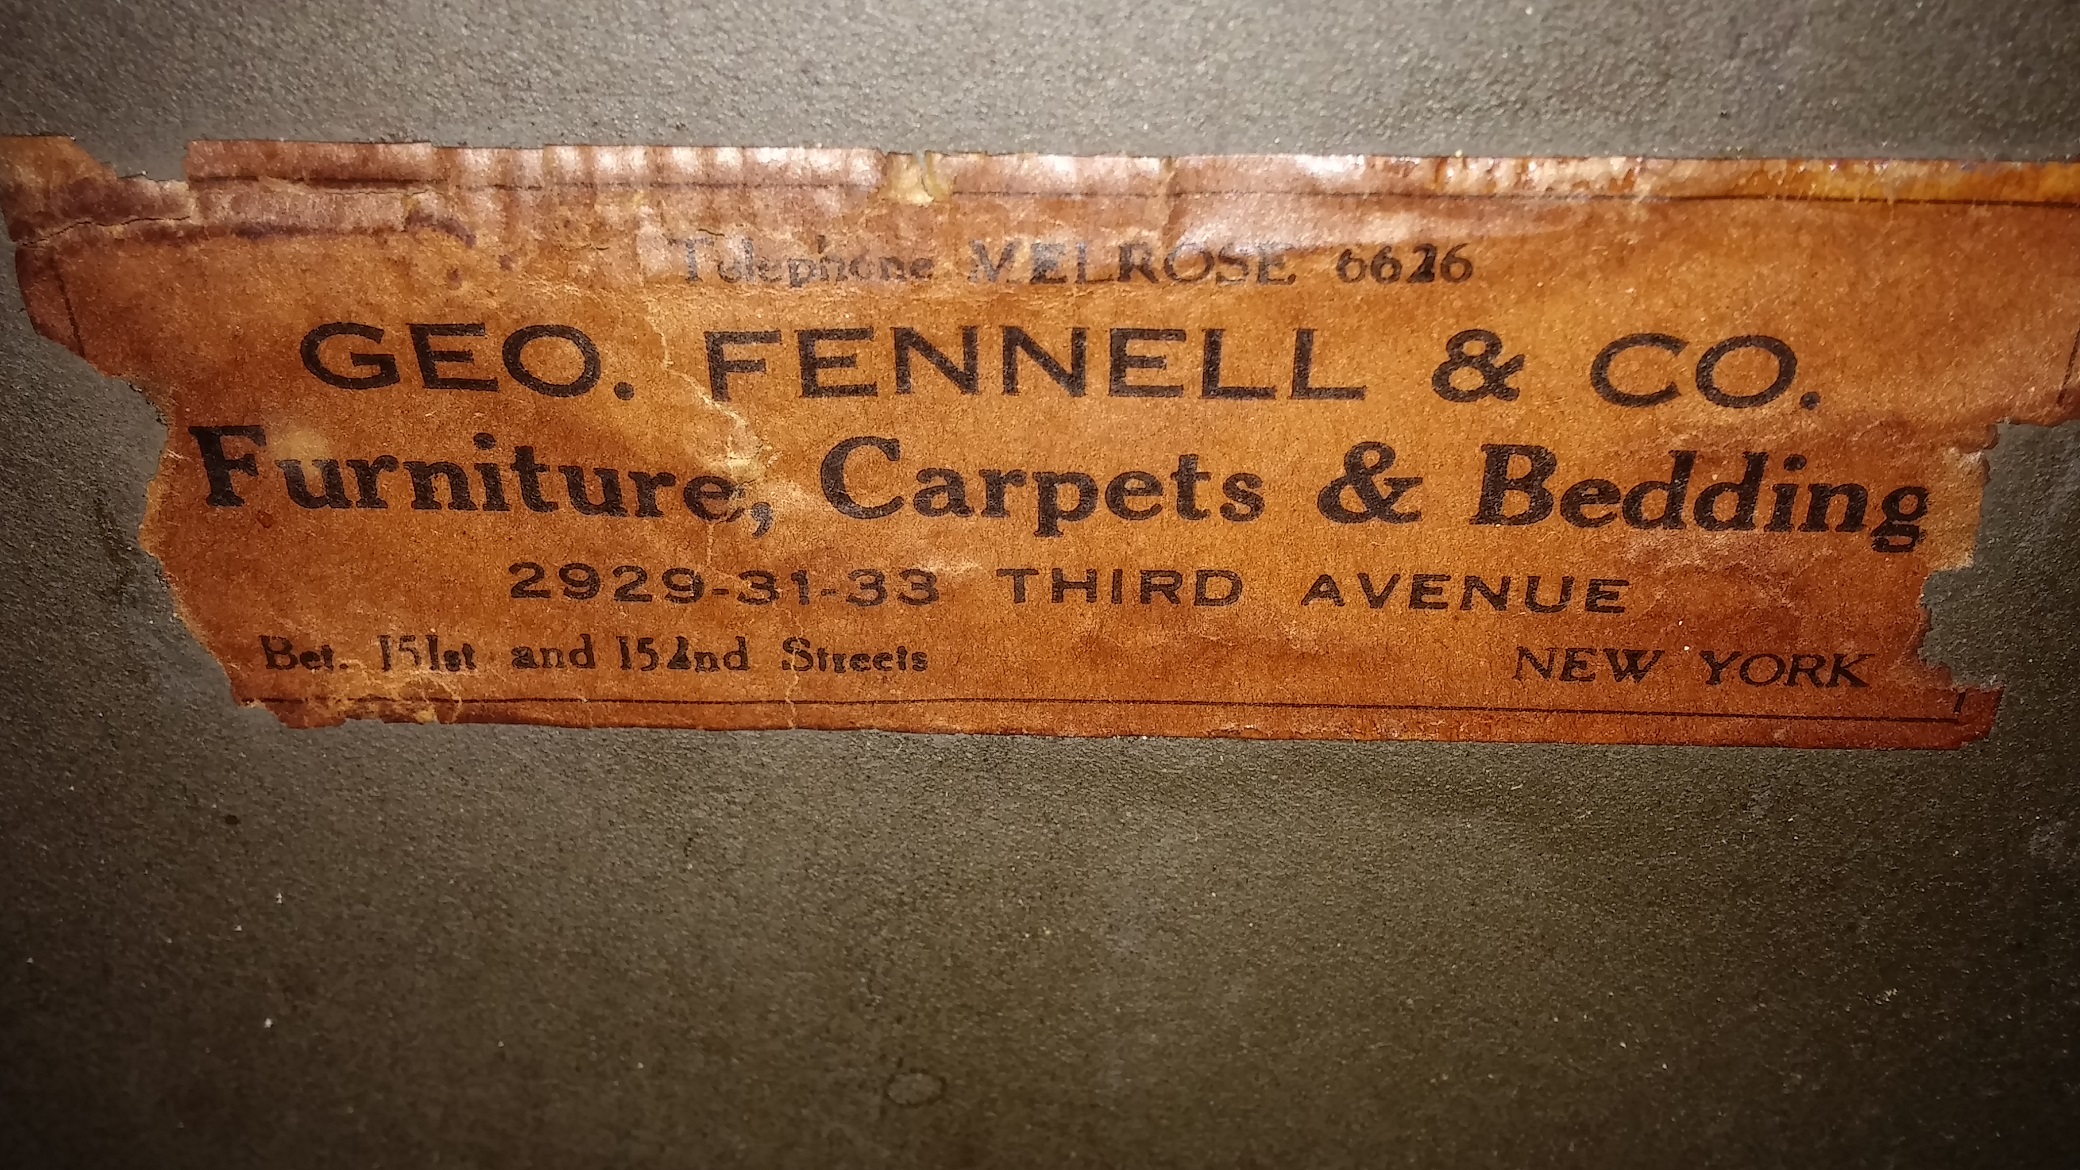 Telephone MELROSE 6626
GEO. FENNELL & CO.
Furniture, Carpets & Bedding
2929-31-33 THIRD AVENUE
Bet. 151st and 152nd Streets NEW YORK